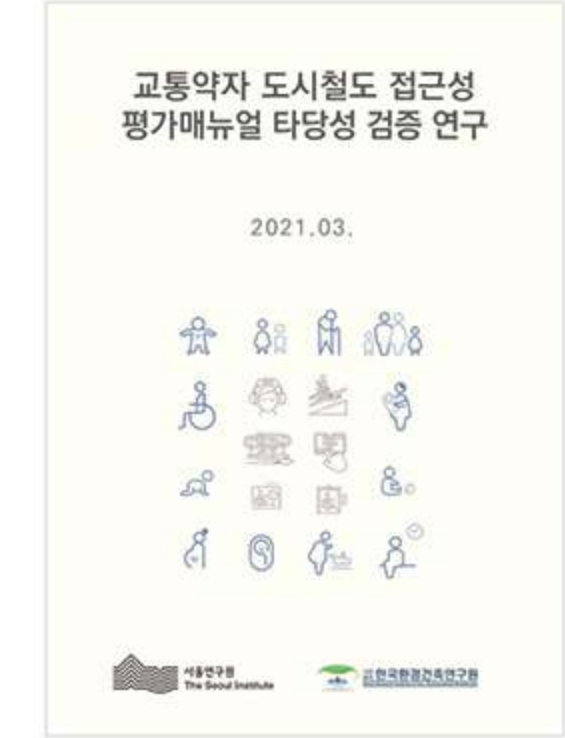 교통약자 도시철도 접근성
평가매뉴얼 타당성 검증 연구
2021.03.
서울연구원
The Seoul Institute
한국환경건축연구원